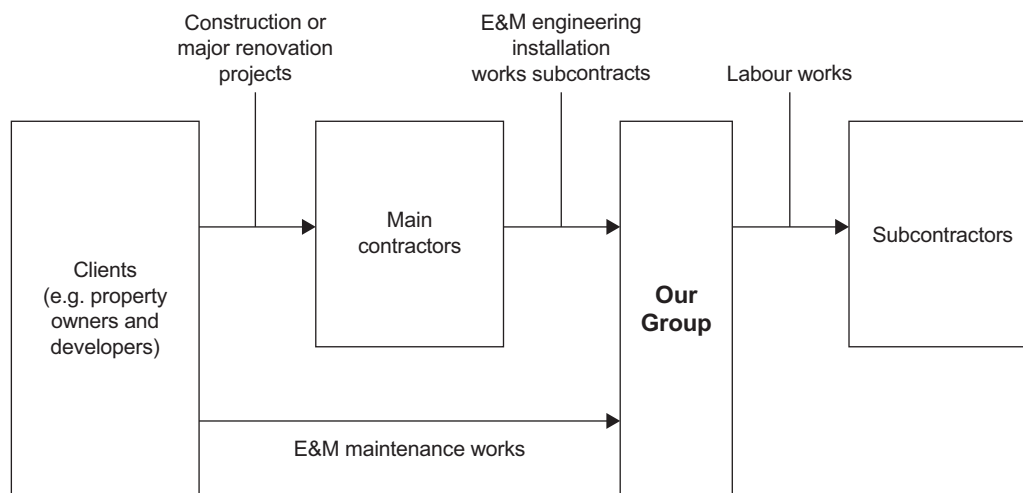 Construction or
major renovation
projects
E&M engineering
installation
works subcontracts
Labour works
Clients
(e.g. property
owners and
developers)
Main
contractors
Our
Group
Subcontractors
E&M maintenance works